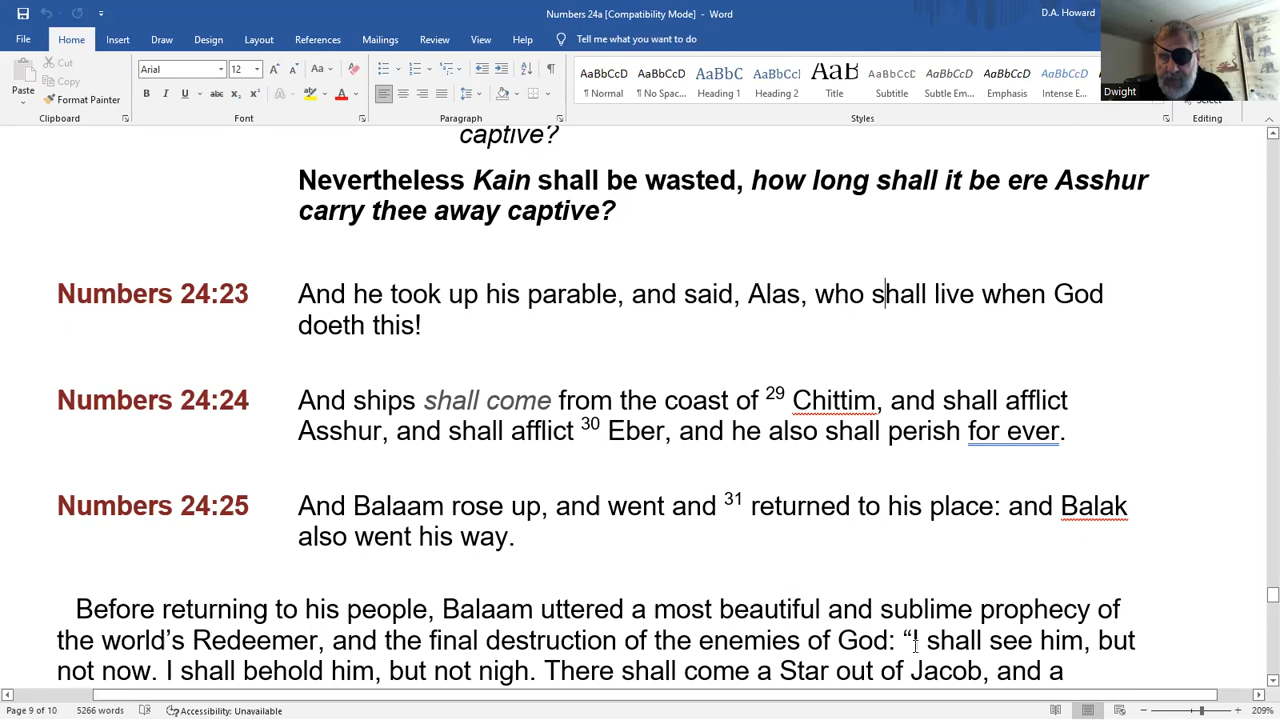 Numbers 24a [Compatibility Mode] - Word
D.A. Howard
File Home Insert Draw Design Layout References Mailings Review View Help Tell me what you want to do
Paste
Cut
Copy
Format Painter
Clipboard
Arial 12
Font
Paragraph
AaBbCcD AaBbCcD AaBbC AaBbCcl AaB AaBbCcD AaBbCcD AaBbCcD AaBbCcD
¶ Normal ¶ No Spac... Heading 1 Heading 2 Title Subtitle Subtle Em... Emphasis Intense E...
Styles
Dwight
Select
Editing
captive?
Nevertheless Kain shall be wasted, how long shall it be ere Asshur
carry thee away captive?
Numbers 24:23 And he took up his parable, and said, Alas, who shall live when God
doeth this!
Numbers 24:24 And ships shall come from the coast of 29 Chittim, and shall afflict
Asshur, and shall afflict 30 Eber, and he also shall perish for ever.
Numbers 24:25 And Balaam rose up, and went and 31 returned to his place: and Balak
also went his way.
Before returning to his people, Balaam uttered a most beautiful and sublime prophecy of
the world’s Redeemer, and the final destruction of the enemies of God: “I shall see him, but
not now. I shall behold him, but not nigh. There shall come a Star out of Jacob, and a
Page 9 of 10 5266 words Accessibility: Unavailable 209%